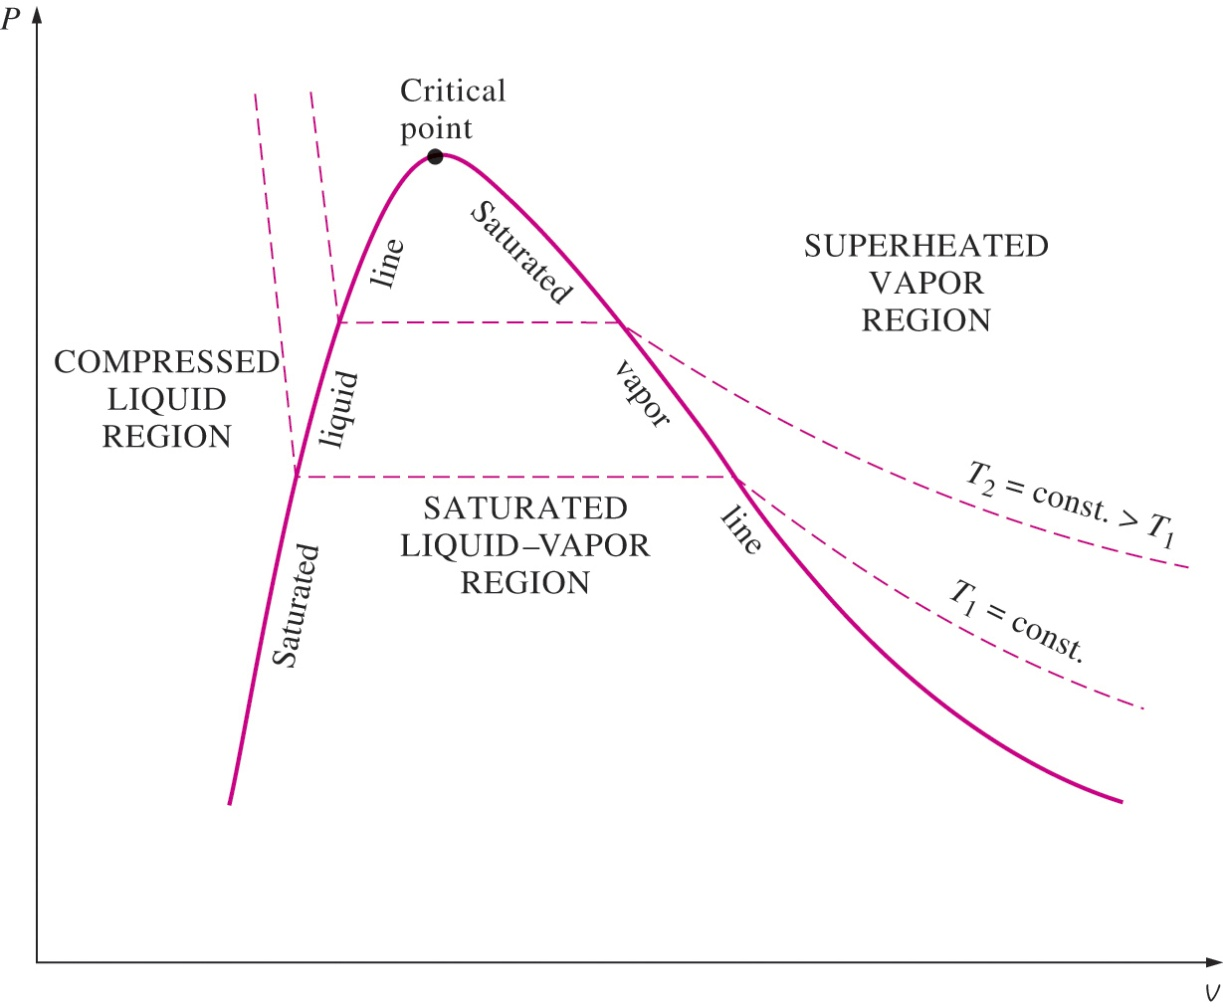 P
Critical
point
Saturated
line
SUPERHEATED
VAPOR
REGION
COMPRESSED
LIQUID
REGION
liquid
vapor
T2 = const. > T1
SATURATED
LIQUID–VAPOR
REGION
line
Saturated
T1 = const.
v